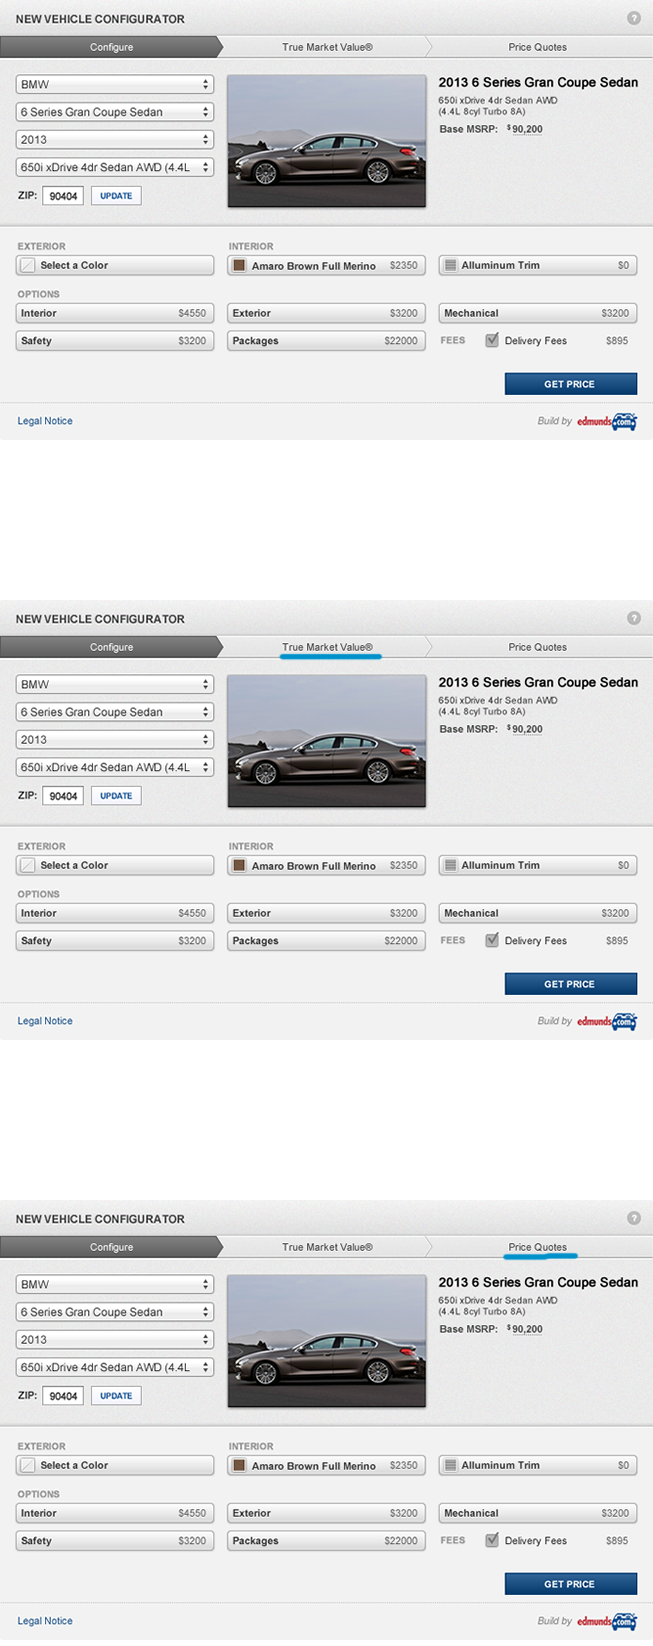 NEW VEHICLE CONFIGURATOR ?
Configure True Market Value® Price Quotes
BMW
6 Series Gran Coupe Sedan
2013
650i xDrive 4dr Sedan AWD (4.4L
ZIP: 90404 UPDATE
2013 6 Series Gran Coupe Sedan
650i xDrive 4dr Sedan AWD
(4.4L 8cyl Turbo 8A)
Base MSRP: $90,200
EXTERIOR INTERIOR
Select a Color Amaro Brown Full Merino $2350 Alluminum Trim $0
OPTIONS
Interior $4550 Exterior $3200 Mechanical $3200
Safety $3200 Packages $22000 FEES Delivery Fees $895
GET PRICE
Legal Notice Build by edmunds.com
NEW VEHICLE CONFIGURATOR ?
Configure True Market Value® Price Quotes
BMW
6 Series Gran Coupe Sedan
2013
650i xDrive 4dr Sedan AWD (4.4L
ZIP: 90404 UPDATE
2013 6 Series Gran Coupe Sedan
650i xDrive 4dr Sedan AWD
(4.4L 8cyl Turbo 8A)
Base MSRP: $90,200
EXTERIOR INTERIOR
Select a Color Amaro Brown Full Merino $2350 Alluminum Trim $0
OPTIONS
Interior $4550 Exterior $3200 Mechanical $3200
Safety $3200 Packages $22000 FEES Delivery Fees $895
GET PRICE
Legal Notice Build by edmunds.com
NEW VEHICLE CONFIGURATOR ?
Configure True Market Value® Price Quotes
BMW
6 Series Gran Coupe Sedan
2013
650i xDrive 4dr Sedan AWD (4.4L
ZIP: 90404 UPDATE
2013 6 Series Gran Coupe Sedan
650i xDrive 4dr Sedan AWD
(4.4L 8cyl Turbo 8A)
Base MSRP: $90,200
EXTERIOR INTERIOR
Select a Color Amaro Brown Full Merino $2350 Alluminum Trim $0
OPTIONS
Interior $4550 Exterior $3200 Mechanical $3200
Safety $3200 Packages $22000 FEES Delivery Fees $895
GET PRICE
Legal Notice Build by edmunds.com